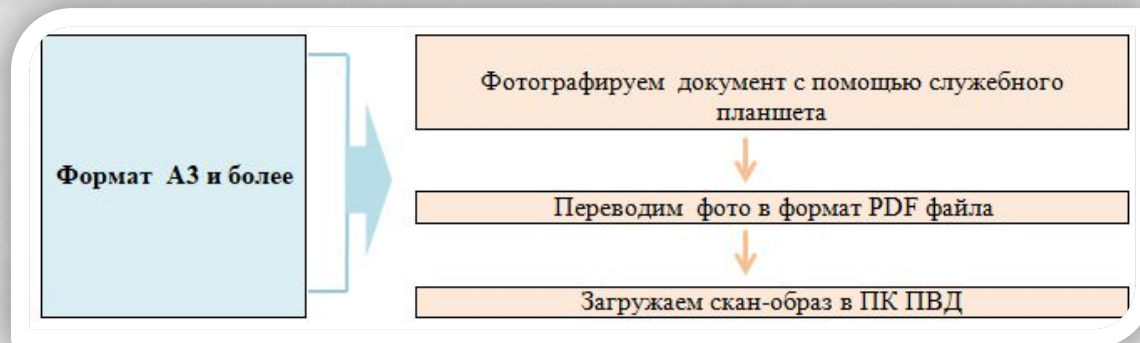 Формат А3 и более
Фотографируем документ с помощью служебного
планшета
Переводим фото в формат PDF файла
Загружаем скан-образ в ПК ПВД